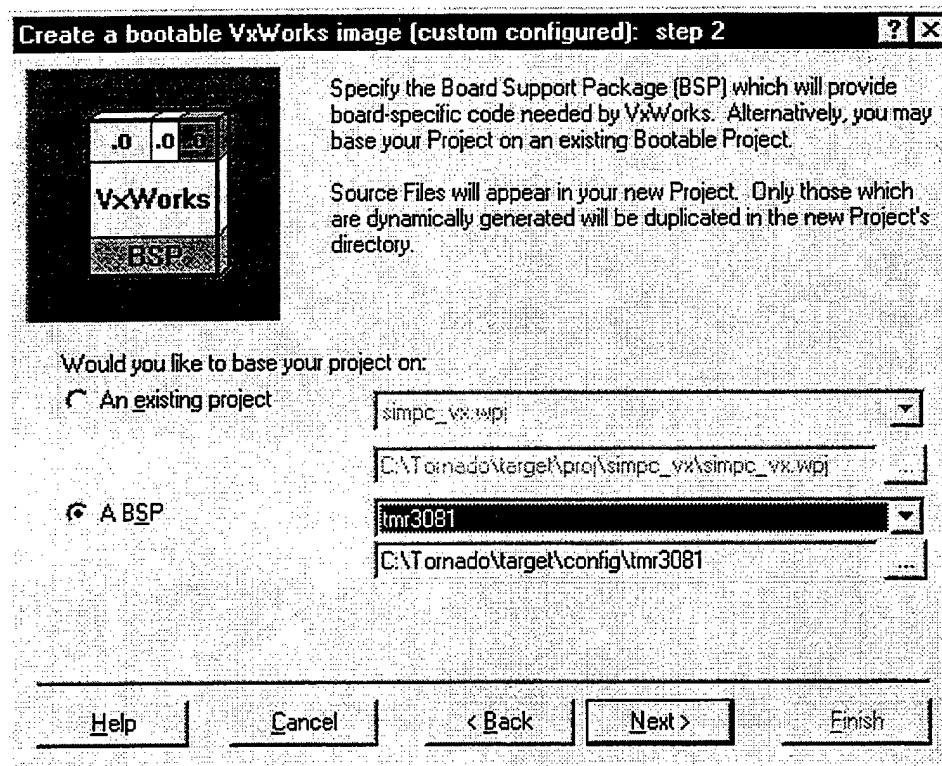 Create a bootable VxWorks image (custom configured): step 2
? X
Specify the Board Support Package (BSP) which will provide
board-specific code needed by VxWorks. Alternatively, you may
base your Project on an existing Bootable Project.
Source Files will appear in your new Project. Only those which
are dynamically generated will be duplicated in the new Project's
directory.
.0 .0 .0
VxWorks
BSP
Would you like to base your project on:
An existing project
simpc_vx.wpj
C:\Tornado\target\proj\simpc_vx\simpc_vx.wpj
...
A BSP
tmr3081
C:\Tornado\target\config\tmr3081
...
Help Cancel < Back Next > Finish